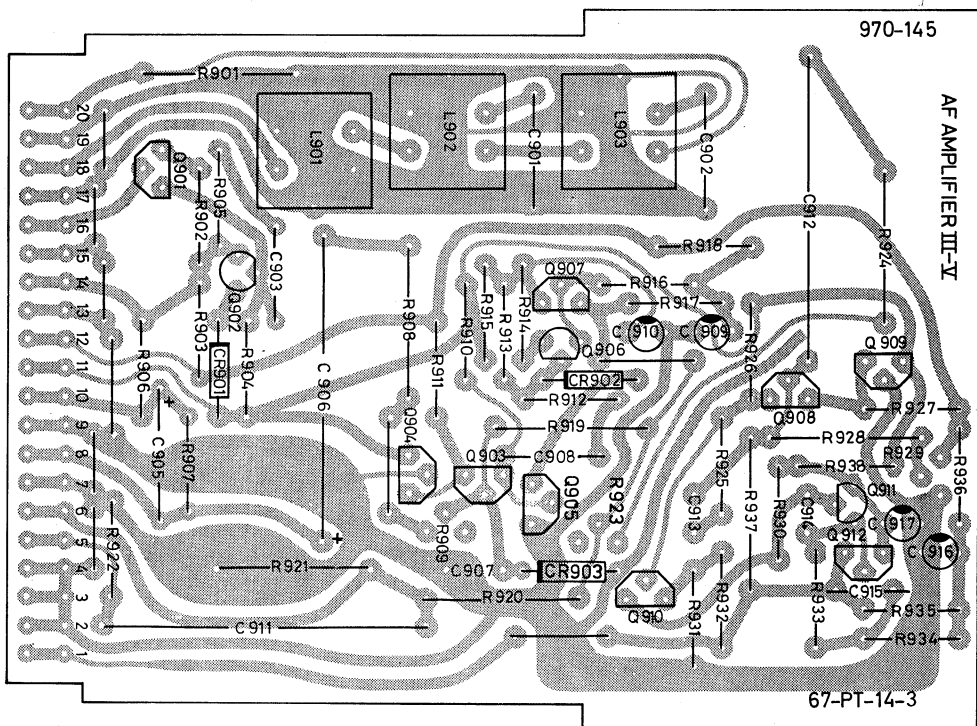 970-145
AF AMPLIFIER III-V
R901
L901
L902
C901
L903
C902
20
19
18
17
16
15
14
13
12
11
10
9
8
7
6
5
4
3
2
1
Q901
R905
R902
C903
Q902
R903
CR901
R904
R906
C906
+
R908
R911
R910
R915
R913
R914
Q907
Q906
R916
R917
R918
C 910
C 909
C912
R924
Q909
R926
CR902
R912
Q908
R927
+
C905
R907
Q904
R919
Q903
C908
Q905
R923
R925
C913
R937
R928
R929
R938
R936
R930
C914
Q911
Q912
C 917
C 916
R922
R909
+
R921
C907
CR903
R920
Q910
R931
R932
R933
C915
R935
R934
C911
67-PT-14-3